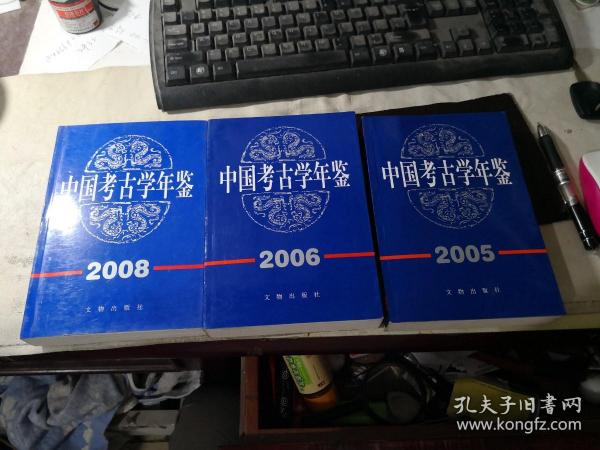 中国考古学年鉴
2008
文物出版社
中国考古学年鉴
2006
文物出版社
中国考古学年鉴
2005
文物出版社
孔夫子旧书网
www.kongfz.com